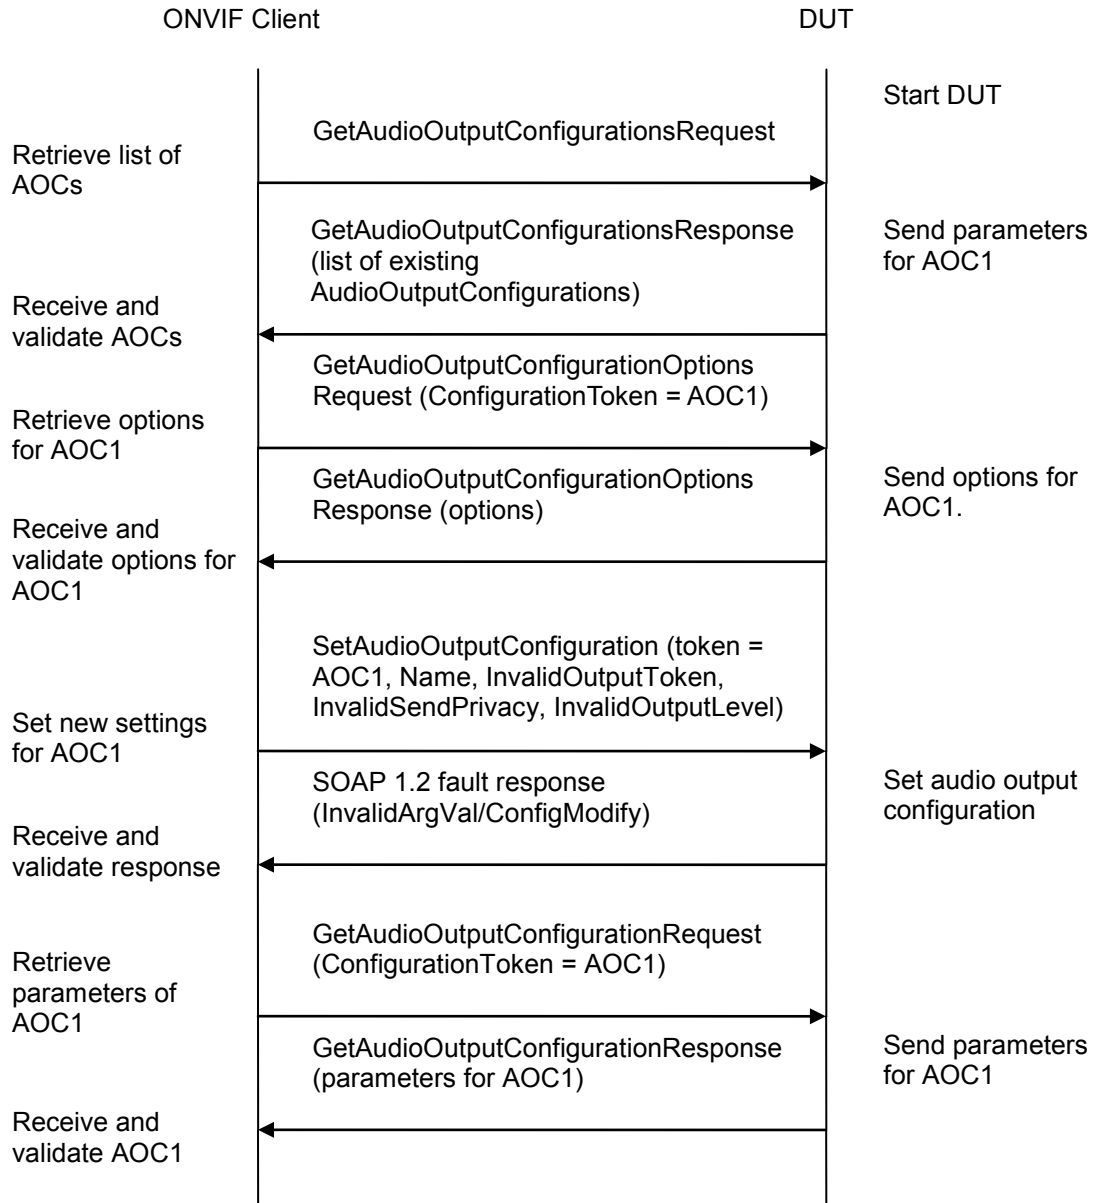 ONVIF Client
DUT
Start DUT
GetAudioOutputConfigurationsRequest
Retrieve list of
AOCs
GetAudioOutputConfigurationsResponse
(list of existing
AudioOutputConfigurations)
Send parameters
for AOC1
Receive and
validate AOCs
GetAudioOutputConfigurationOptions
Request (ConfigurationToken = AOC1)
Retrieve options
for AOC1
GetAudioOutputConfigurationOptions
Response (options)
Send options for
AOC1.
Receive and
validate options for
AOC1
SetAudioOutputConfiguration (token =
AOC1, Name, InvalidOutputToken,
InvalidSendPrivacy, InvalidOutputLevel)
Set new settings
for AOC1
SOAP 1.2 fault response
(InvalidArgVal/ConfigModify)
Set audio output
configuration
Receive and
validate response
GetAudioOutputConfigurationRequest
(ConfigurationToken = AOC1)
Retrieve
parameters of
AOC1
GetAudioOutputConfigurationResponse
(parameters for AOC1)
Send parameters
for AOC1
Receive and
validate AOC1